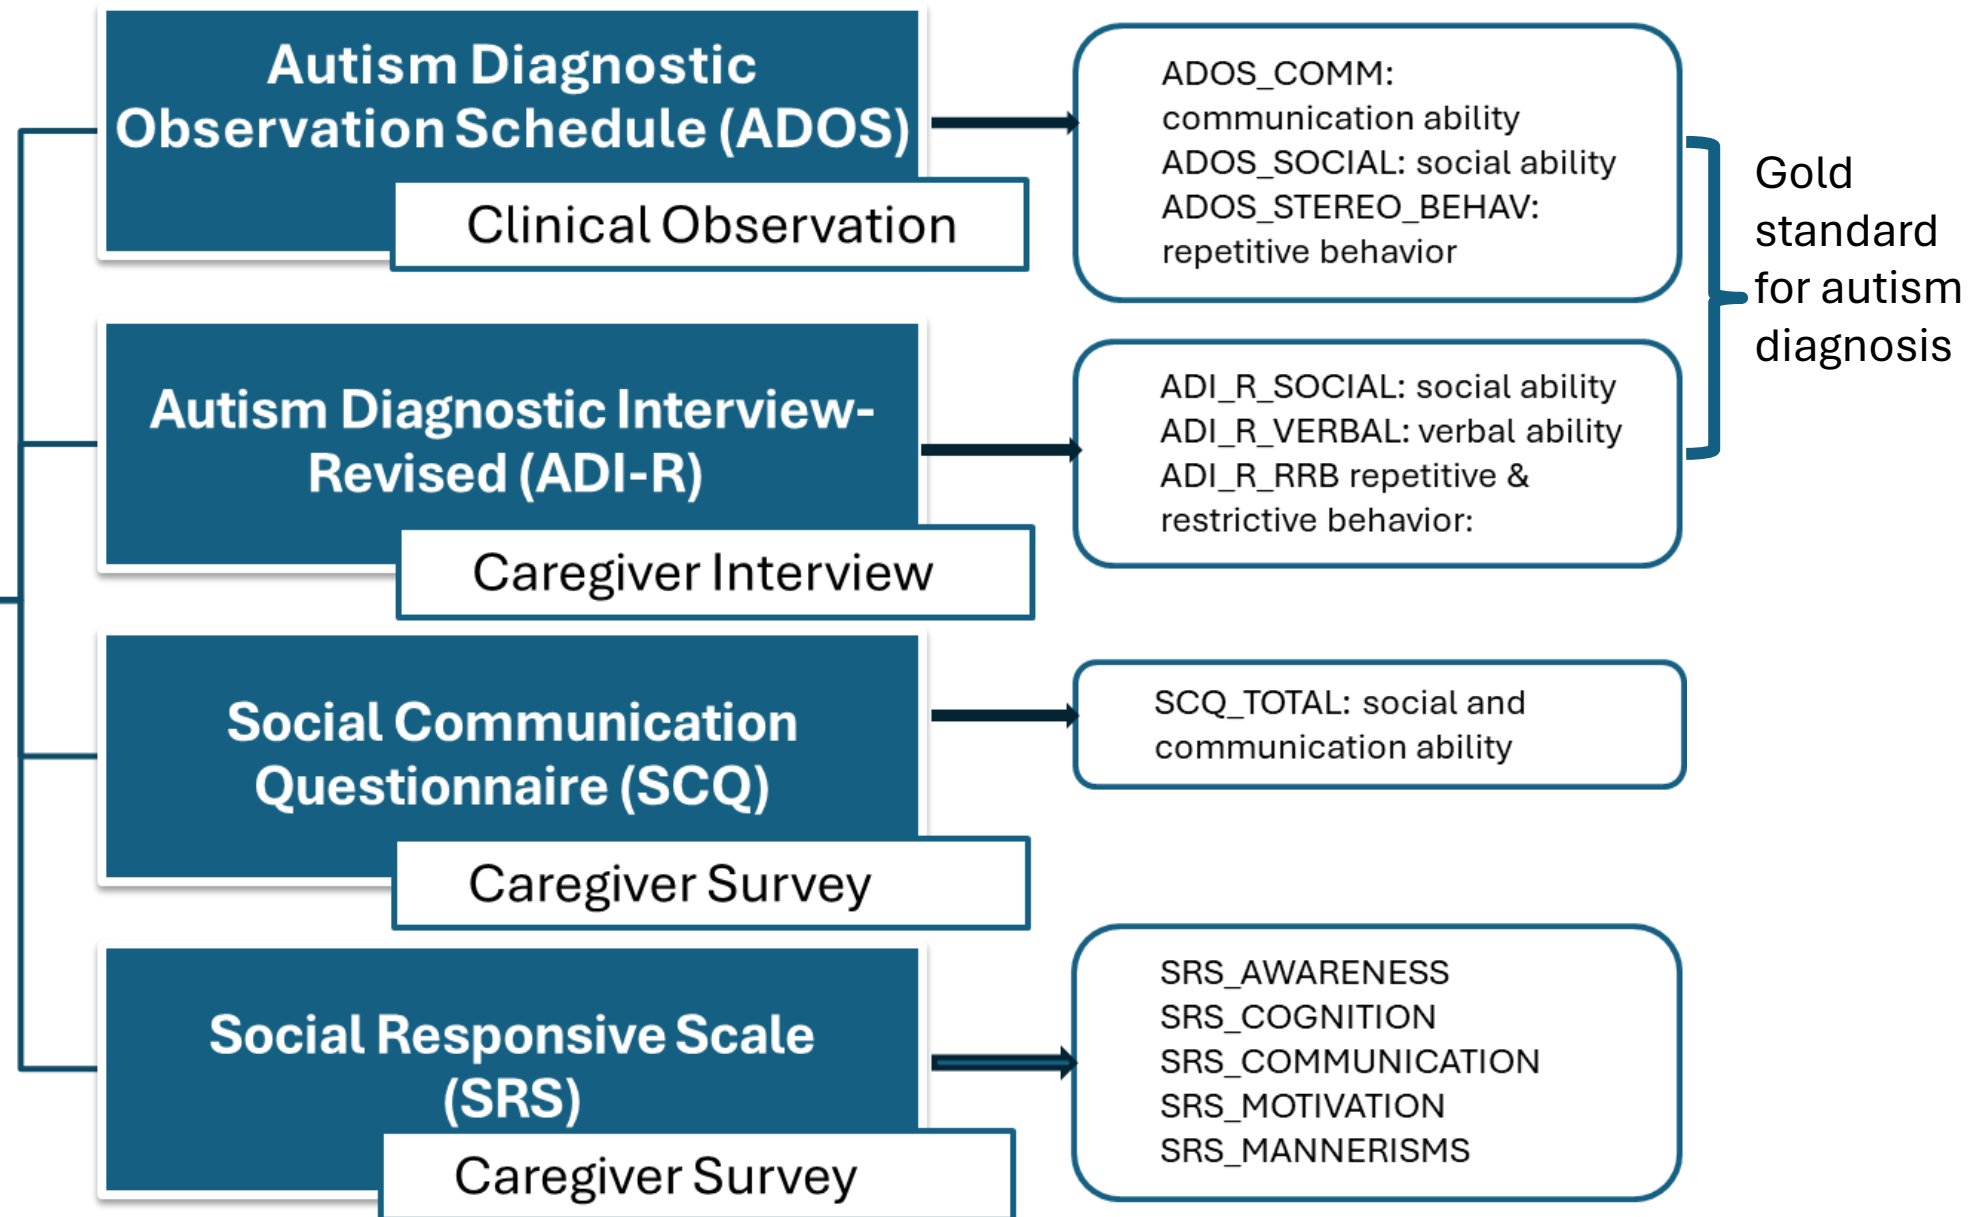 Autism Diagnostic
Observation Schedule (ADOS)
Clinical Observation
ADOS_COMM:
communication ability
ADOS_SOCIAL: social ability
ADOS_STEREO_BEHAV:
repetitive behavior
Gold
standard
for autism
diagnosis
Autism Diagnostic Interview-
Revised (ADI-R)
Caregiver Interview
ADI_R_SOCIAL: social ability
ADI_R_VERBAL: verbal ability
ADI_R_RRB repetitive &
restrictive behavior:
Social Communication
Questionnaire (SCQ)
Caregiver Survey
SCQ_TOTAL: social and
communication ability
Social Responsive Scale
(SRS)
Caregiver Survey
SRS_AWARENESS
SRS_COGNITION
SRS_COMMUNICATION
SRS_MOTIVATION
SRS_MANNERISMS